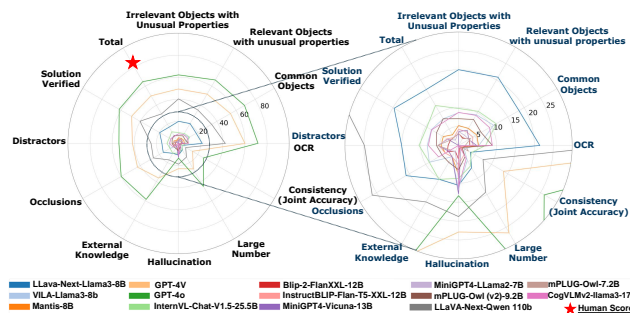 Irrelevant Objects with
Unusual Properties
Relevant Objects
with unusual properties
Common
Objects
OCR
Consistency
(Joint Accuracy)
Large
Number
Hallucination
External
Knowledge
Occlusions
Distractors
Solution
Verified
Total
20
40
60
80
Irrelevant Objects with
Unusual Properties
Relevant Objects
with unusual properties
Common
Objects
OCR
Consistency
(Joint Accuracy)
Large
Number
Hallucination
External
Knowledge
Occlusions
Distractors
Solution
Verified
Total
5
10
15
20
25
LLava-Next-Llama3-8B
VILA-Llama3-8b
Mantis-8B
GPT-4V
GPT-4o
InternVL-Chat-V1.5-25.5B
Blip-2-FlanXXL-12B
InstructBLIP-Flan-T5-XXL-12B
MiniGPT4-Vicuna-13B
MiniGPT4-LLama2-7B
mPLUG-Owl (v2)-9.2B
LLaVA-Next-Qwen 110b
mPLUG-Owl-7.2B
CogVLMv2-llama3-17
Human Score